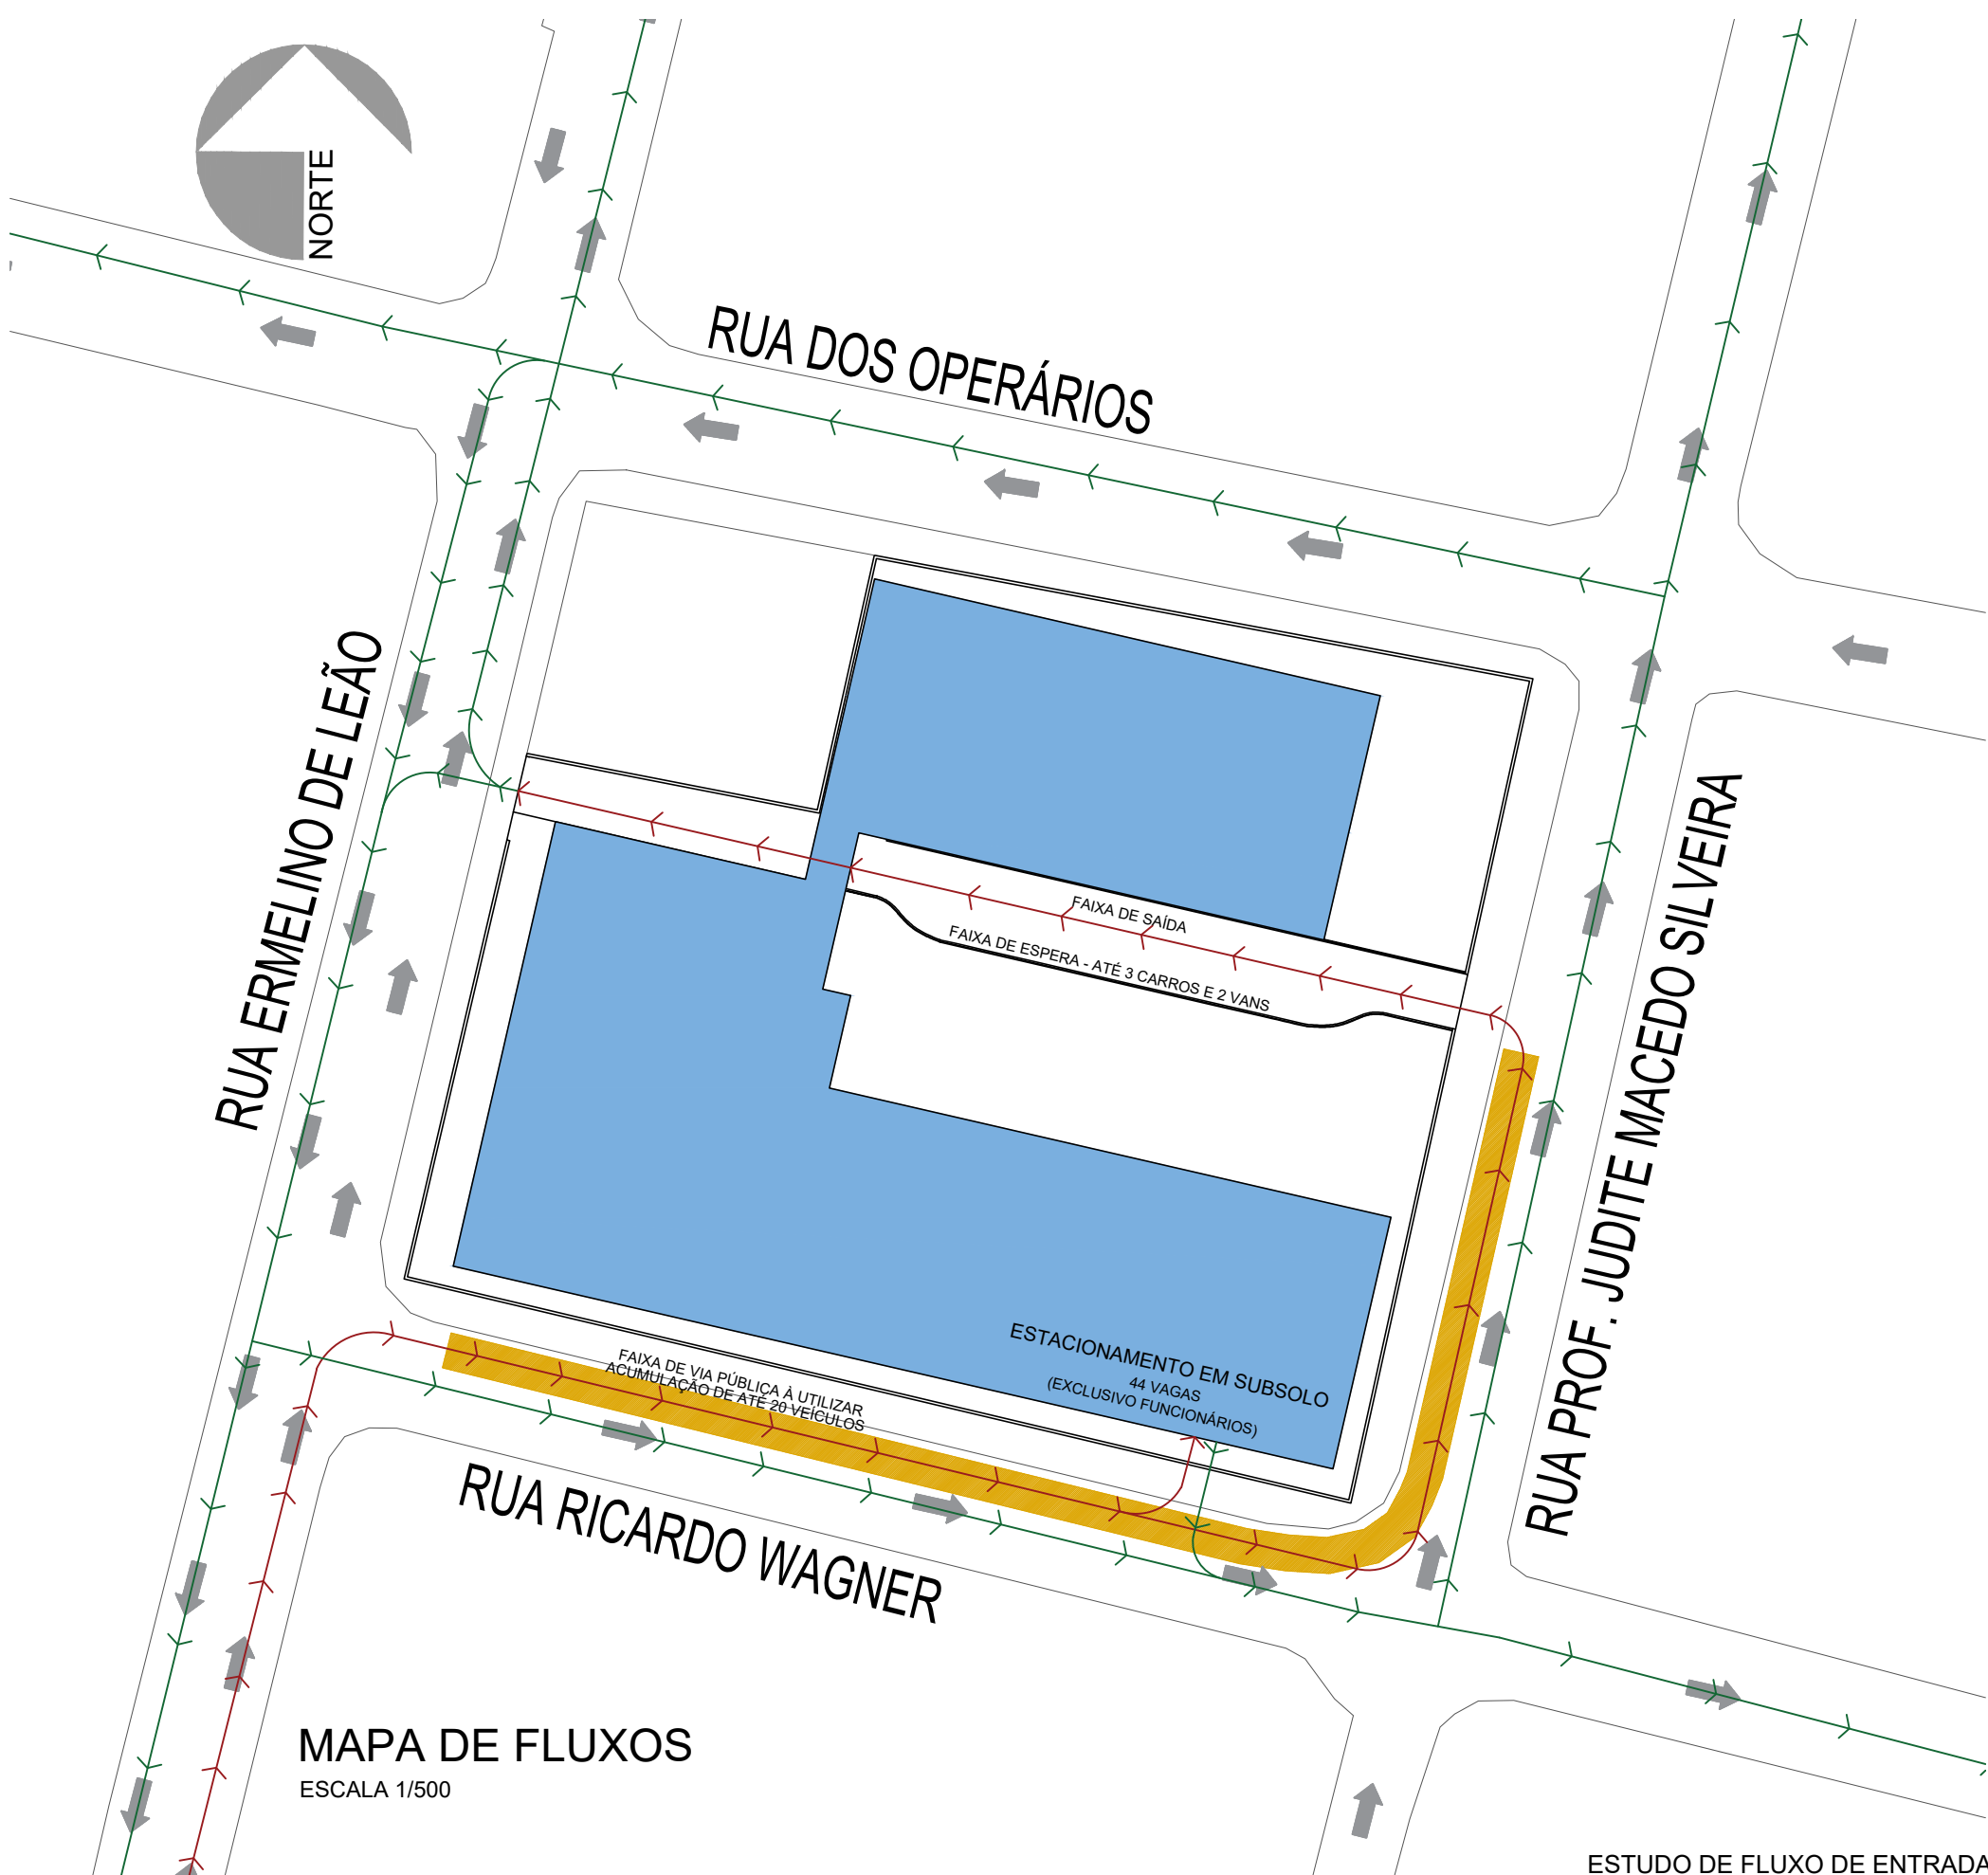 NORTE
RUA DOS OPERÁRIOS
RUA ERMELINO DE LEÃO
FAIXA DE SAÍDA
FAIXA DE ESPERA - ATÉ 3 CARROS E 2 VANS
RUA PROF. JUDITE MACEDO SILVEIRA
ESTACIONAMENTO EM SUBSOLO
44 VAGAS
(EXCLUSIVO FUNCIONÁRIOS)
FAIXA DE VIA PÚBLICA À UTILIZAR
ACUMULAÇÃO DE ATÉ 20 VEÍCULOS
RUA RICARDO WAGNER
MAPA DE FLUXOS
ESCALA 1/500
ESTUDO DE FLUXO DE ENTRADA